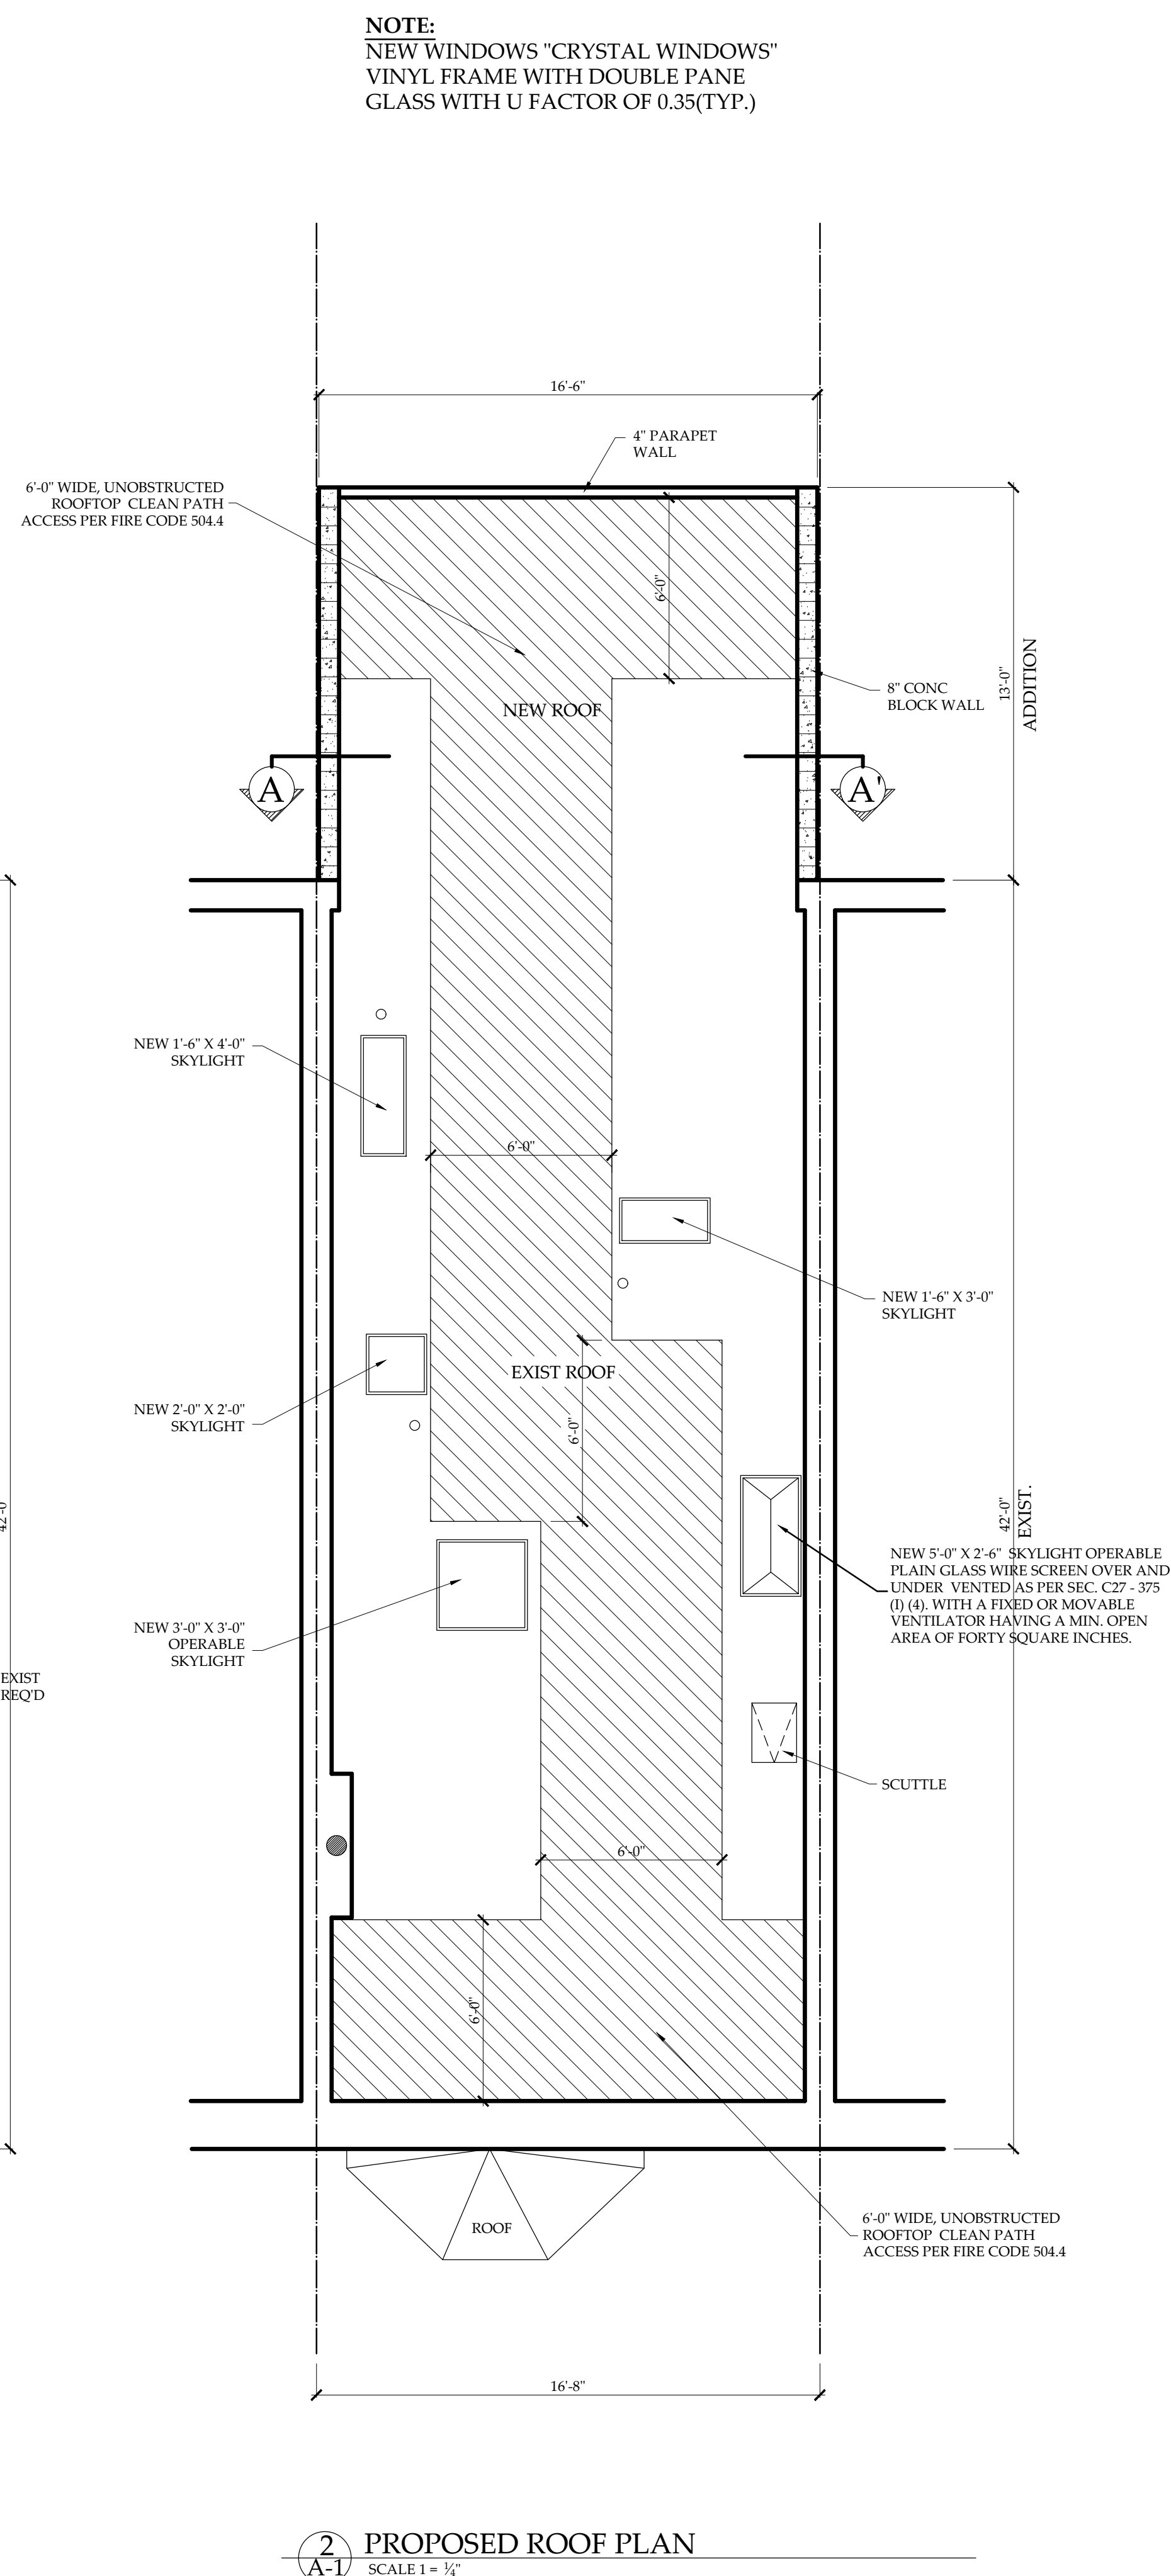 NOTE:
NEW WINDOWS "CRYSTAL WINDOWS"
VINYL FRAME WITH DOUBLE PANE
GLASS WITH U FACTOR OF 0.35(TYP.)
16'-6"
4" PARAPET
WALL
6'-0" WIDE, UNOBSTRUCTED
ROOFTOP CLEAN PATH
ACCESS PER FIRE CODE 504.4
6'-0"
NEW ROOF
8" CONC
BLOCK WALL
13'-0"
ADDITION
A
A'
NEW 1'-6" X 4'-0"
SKYLIGHT
6'-0"
NEW 1'-6" X 3'-0"
SKYLIGHT
EXIST ROOF
6'-0"
NEW 2'-0" X 2'-0"
SKYLIGHT
42'-0
42'-0"
EXIST.
NEW 5'-0" X 2'-6" SKYLIGHT OPERABLE
PLAIN GLASS WIRE SCREEN OVER AND
UNDER VENTED AS PER SEC. C27 - 375
(I) (4). WITH A FIXED OR MOVABLE
VENTILATOR HAVING A MIN. OPEN
AREA OF FORTY SQUARE INCHES.
NEW 3'-0" X 3'-0"
OPERABLE
SKYLIGHT
EXIST
REQ'D
SCUTTLE
6'-0"
6'-0"
ROOF
6'-0" WIDE, UNOBSTRUCTED
ROOFTOP CLEAN PATH
ACCESS PER FIRE CODE 504.4
16'-8"
2
A-1
PROPOSED ROOF PLAN
SCALE 1 = ¼"